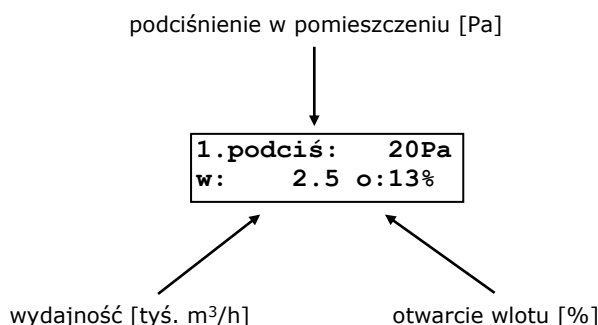 podciśnienie w pomieszczeniu [Pa]
1.podciś: 20Pa
w: 2.5 o:13%
wydajność [tyś. m³/h]
otwarcie wlotu [%]